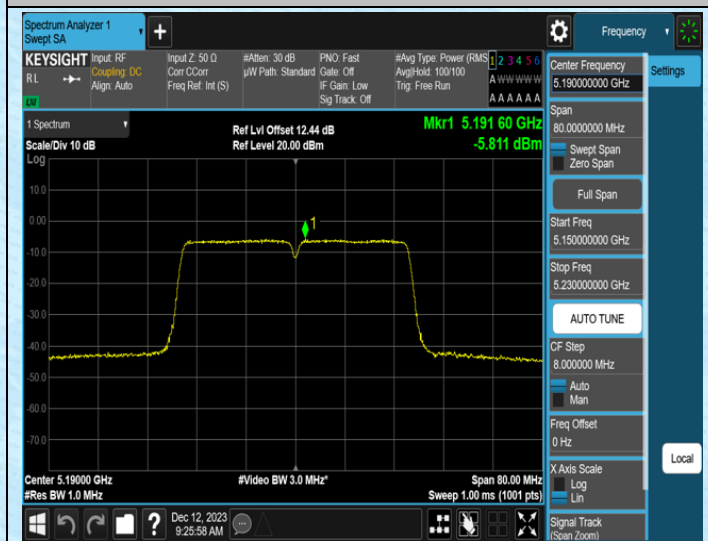 Spectrum Analyzer 1
Swept SA
Frequency
KEYSIGHT
RL
LXI
Input: RF
Coupling: DC
Align: Auto
Input Z: 50 Ω
Corr CCorr
Freq Ref: Int (S)
#Atten: 30 dB
µW Path: Standard
PNO: Fast
Gate: Off
IF Gain: Low
Sig Track: Off
#Avg Type: Power (RMS
Avg|Hold: 100/100
Trig: Free Run
1 2 3 4 5 6
A W W W W W
A A A A A A
1 Spectrum
Scale/Div 10 dB
Log
Ref Lvl Offset 12.44 dB
Ref Level 20.00 dBm
Mkr1 5.191 60 GHz
-5.811 dBm
10.0
0.00
-10.0
-20.0
-30.0
-40.0
-50.0
-60.0
-70.0
1
Center 5.19000 GHz
#Res BW 1.0 MHz
#Video BW 3.0 MHz*
Span 80.00 MHz
Sweep 1.00 ms (1001 pts)
Center Frequency
5.190000000 GHz
Span
80.0000000 MHz
Swept Span
Zero Span
Full Span
Start Freq
5.150000000 GHz
Stop Freq
5.230000000 GHz
AUTO TUNE
CF Step
8.000000 MHz
Auto
Man
Freq Offset
0 Hz
X Axis Scale
Log
Lin
Signal Track
(Span Zoom)
Settings
Local
?
Dec 12, 2023
9:25:58 AM